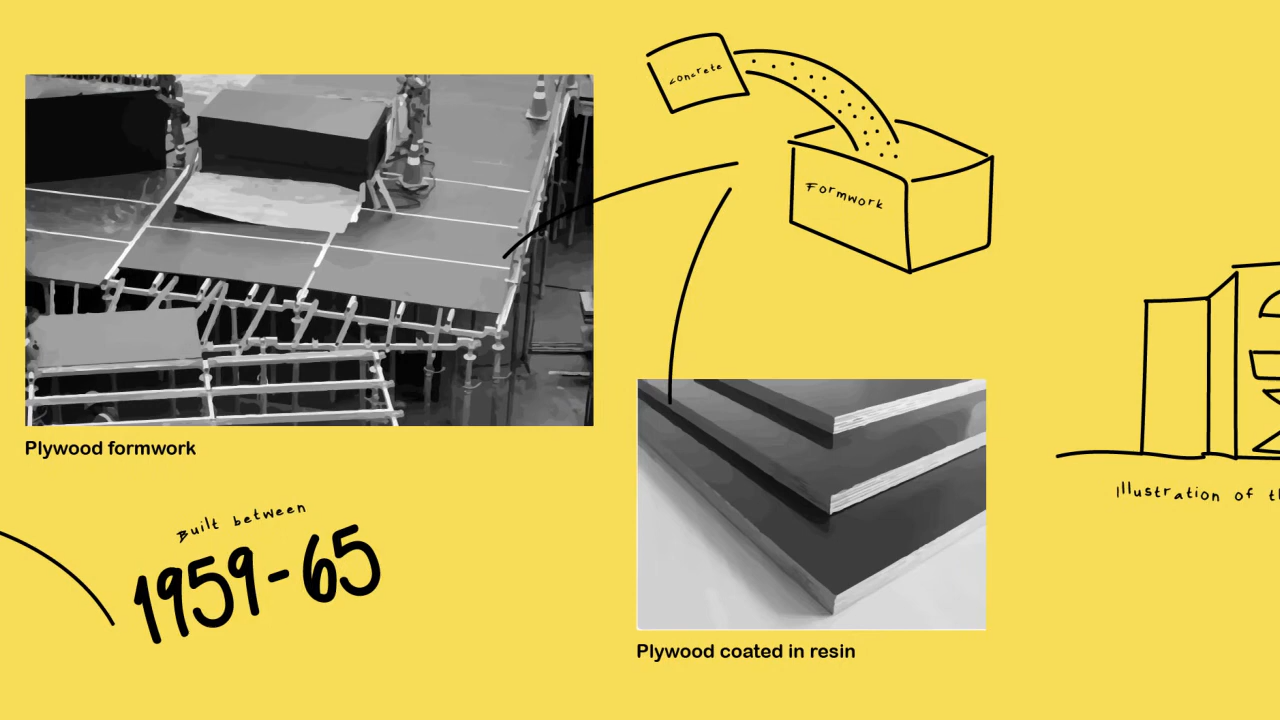 concrete
Formwork
Plywood formwork
Built between
1959-65
Plywood coated in resin
Illustration of